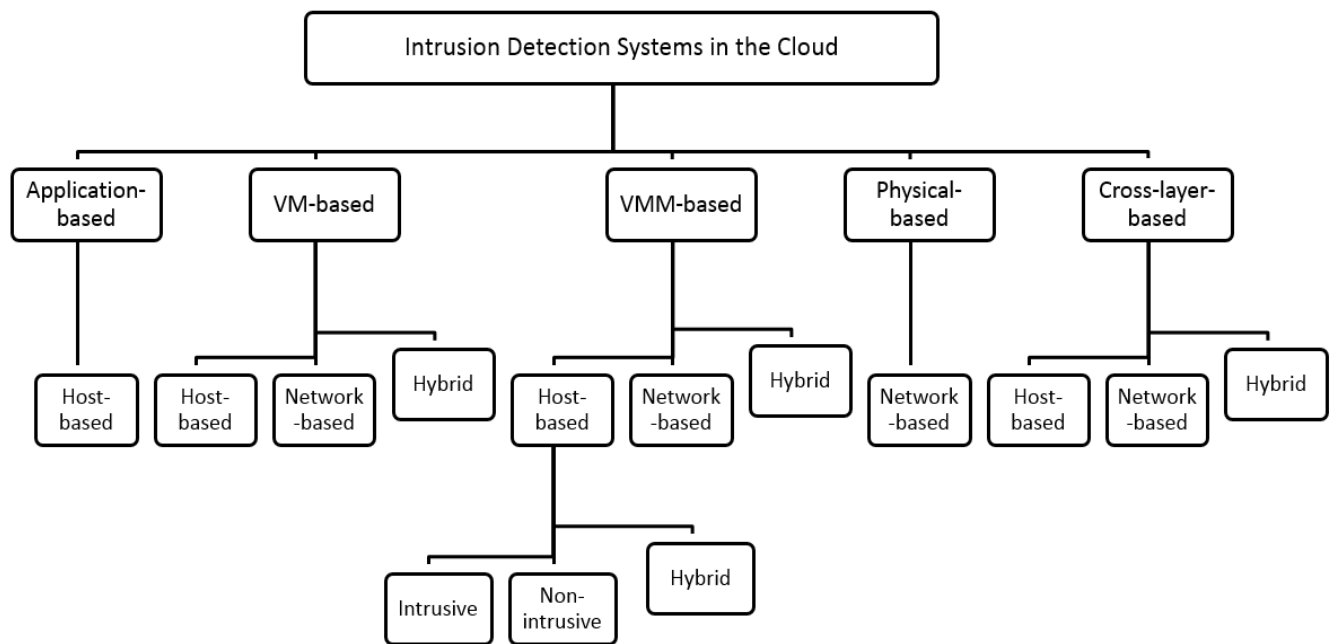 Intrusion Detection Systems in the Cloud
Application-
based
VM-based
VMM-based
Physical-
based
Cross-layer-
based
Host-
based
Host-
based
Network
-based
Hybrid
Host-
based
Network
-based
Hybrid
Network
-based
Host-
based
Network
-based
Hybrid
Intrusive
Non-
intrusive
Hybrid